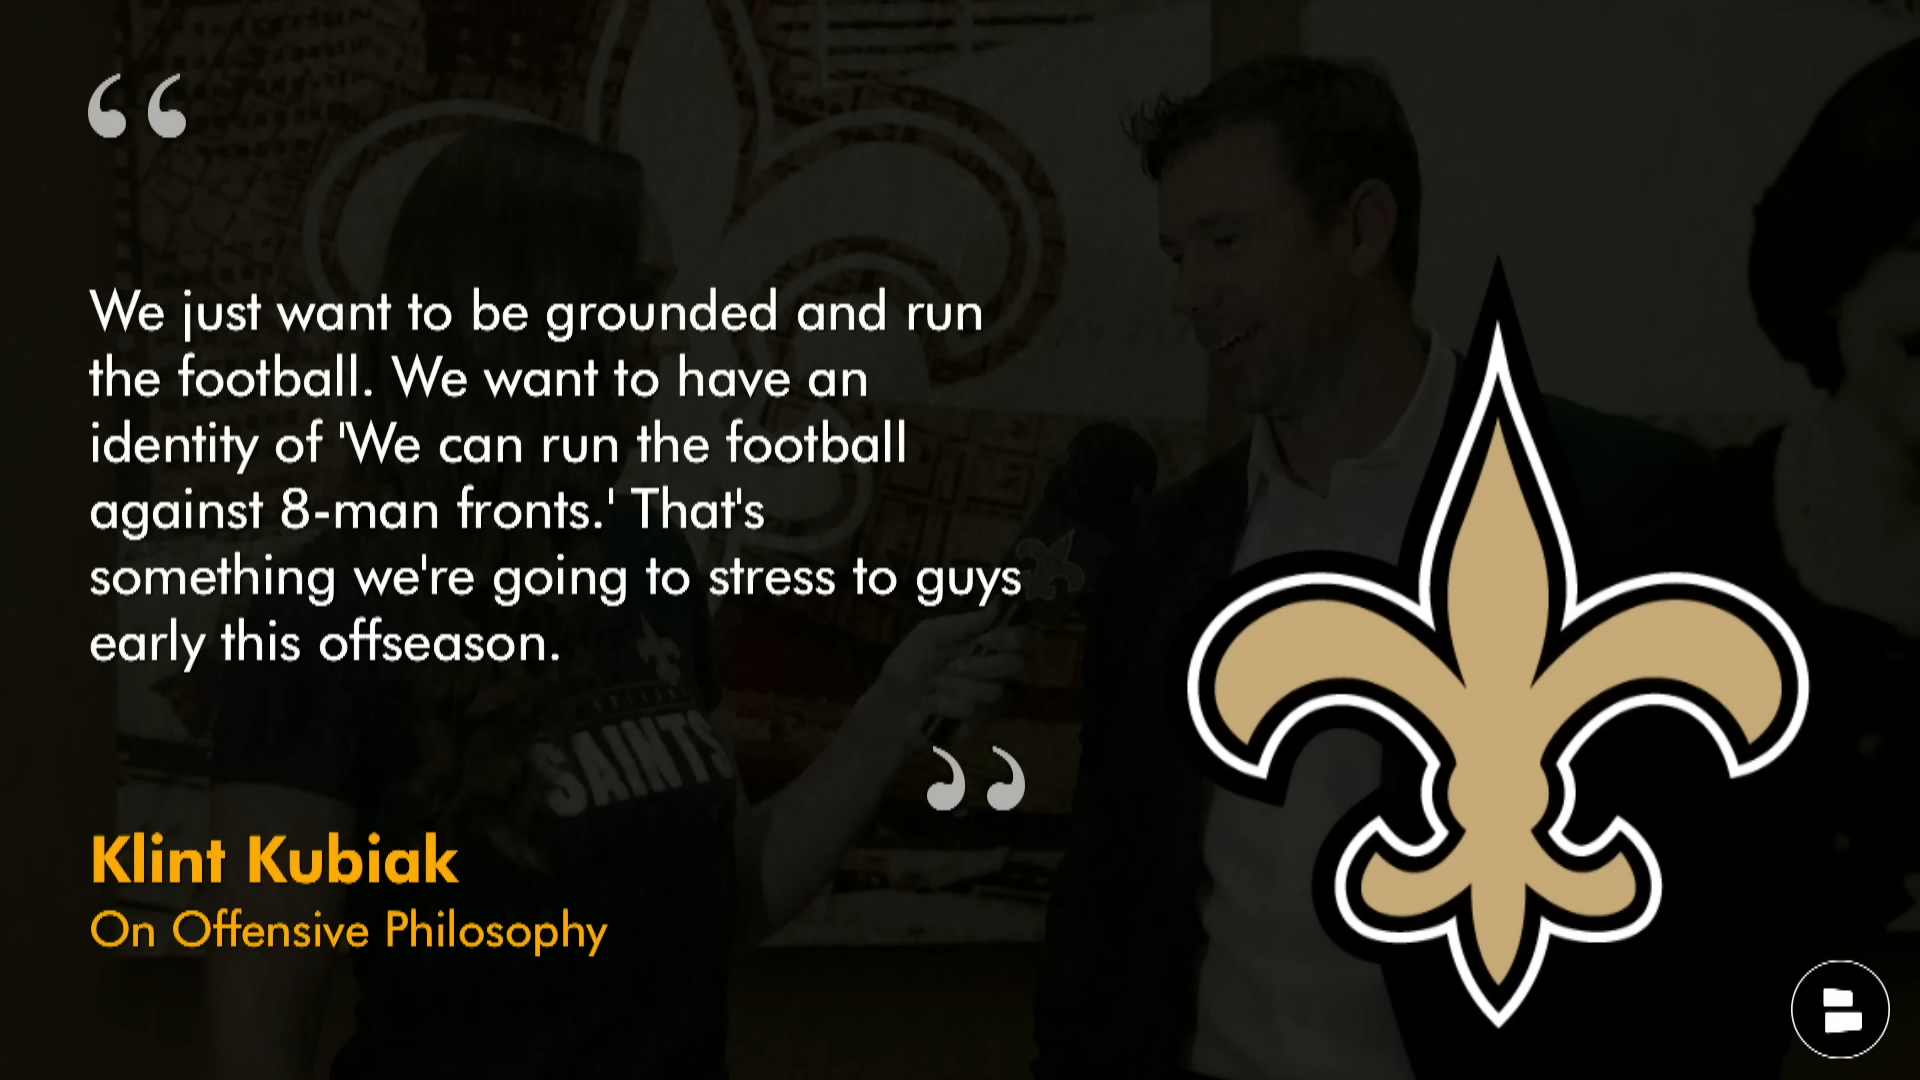 “
We just want to be grounded and run
the football. We want to have an
identity of 'We can run the football
against 8-man fronts.' That's
something we're going to stress to guys
early this offseason.
”
SAINTS
Klint Kubiak
On Offensive Philosophy